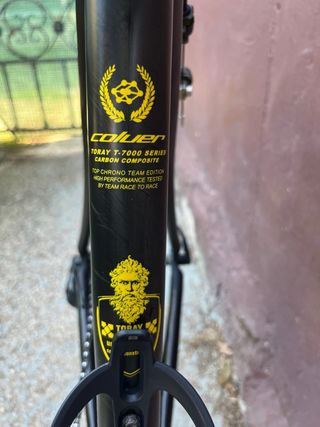 coluer
TORAY T-7000 SERIES
CARBON COMPOSITE
TOP CHRONO TEAM EDITION
HIGH PERFORMANCE TESTED
BY TEAM RACE TO RACE
TORAY